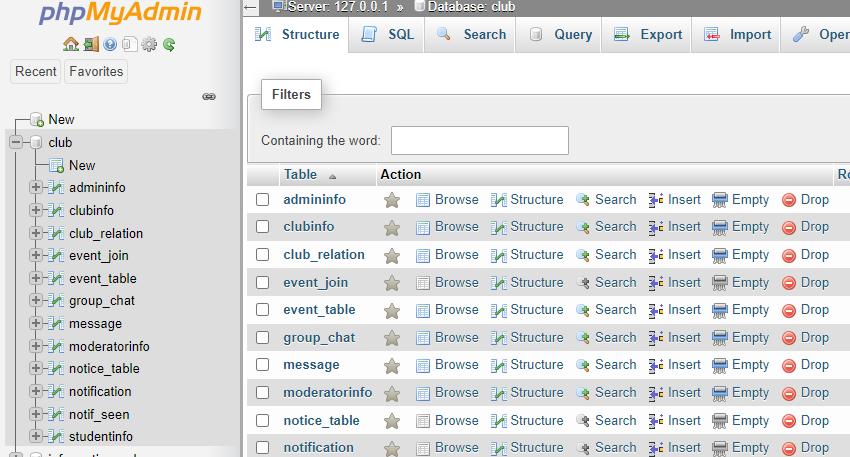 phpMyAdmin
Recent Favorites
New
club
New
admininfo
clubinfo
club_relation
event_join
event_table
group_chat
message
moderatorinfo
notice_table
notification
notif_seen
studentinfo
Server: 127.0.0.1 » Database: club
Structure SQL Search Query Export Import
Filters
Containing the word:
Table Action
admininfo Browse Structure Search Insert Empty Drop
clubinfo Browse Structure Search Insert Empty Drop
club_relation Browse Structure Search Insert Empty Drop
event_join Browse Structure Search Insert Empty Drop
event_table Browse Structure Search Insert Empty Drop
group_chat Browse Structure Search Insert Empty Drop
message Browse Structure Search Insert Empty Drop
moderatorinfo Browse Structure Search Insert Empty Drop
notice_table Browse Structure Search Insert Empty Drop
notification Browse Structure Search Insert Empty Drop